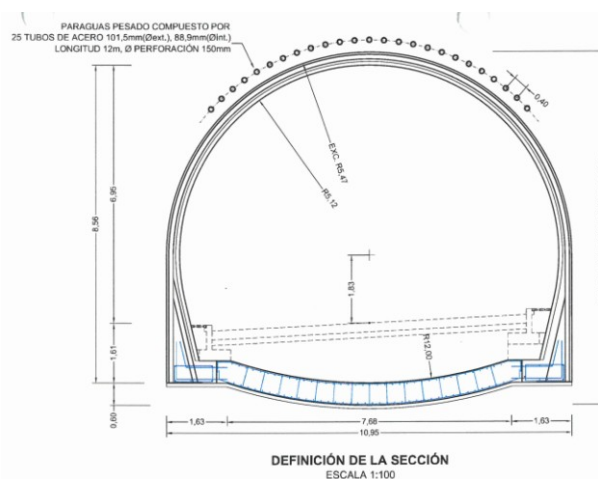 PARAGUAS PESADO COMPUESTO POR
25 TUBOS DE ACERO 101,5mm(Øext.), 88,9mm(Øint.)
LONGITUD 12m, Ø PERFORACIÓN 150mm
0,40
EXC. R5,47
R5,12
8,56
6,95
1,83
1,61
R12,00
0,60
1,63
7,68
1,63
10,95
DEFINICIÓN DE LA SECCIÓN
ESCALA 1:100